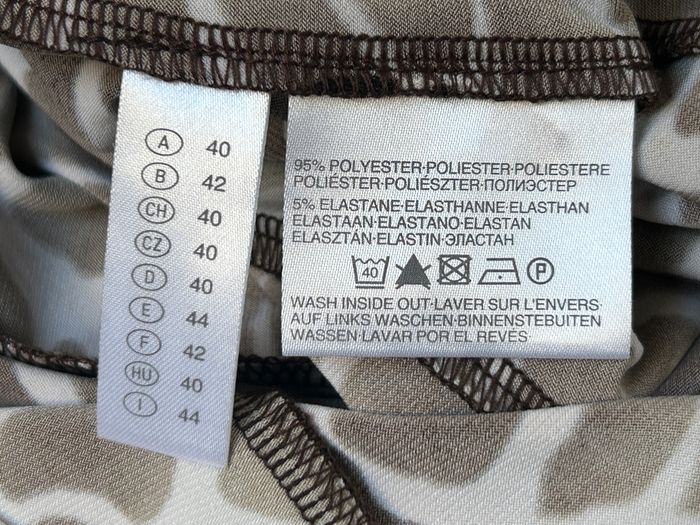 A 40
B 42
CH 40
CZ 40
D 40
E 44
F 42
HU 40
I 44
95% POLYESTER·POLIESTER·POLIESTERE
POLIÉSTER·POLIÉSZTER·ПОЛИЭСТЕР
5% ELASTANE·ELASTHANNE·ELASTHAN
ELASTAAN·ELASTANO·ELASTAN
ELASZTÁN·ELASTIN·ЭЛАСТАН
40 P
WASH INSIDE OUT·LAVER SUR L'ENVERS·
AUF LINKS WASCHEN·BINNENSTEBUITEN
WASSEN·LAVAR POR EL REVÉS